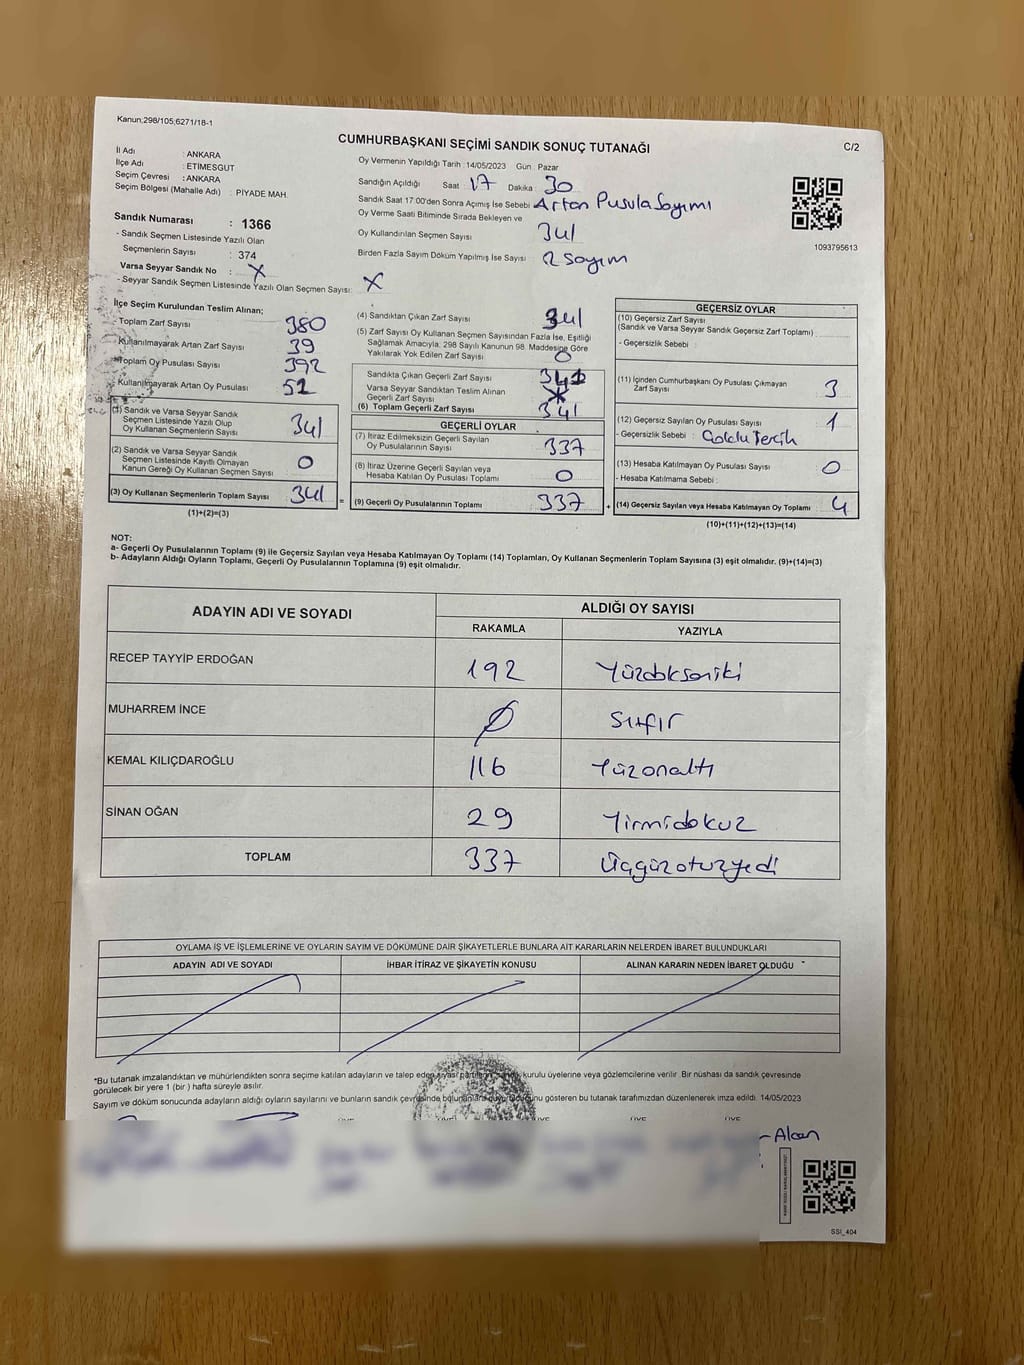 Kanun;298/105;6271/18-1
CUMHURBAŞKANI SEÇİMİ SANDIK SONUÇ TUTANAĞI
C/2
İl Adı : ANKARA
İlçe Adı : ETİMESGUT
Seçim Çevresi : ANKARA
Seçim Bölgesi (Mahalle Adı) : PİYADE MAH.
Sandık Numarası : 1366
- Sandık Seçmen Listesinde Yazılı Olan
Seçmenlerin Sayısı : 374
Varsa Seyyar Sandık No : X
- Seyyar Sandık Seçmen Listesinde Yazılı Olan Seçmen Sayısı: X
Oy Vermenin Yapıldığı Tarih : 14/05/2023 Gün : Pazar
Sandığın Açıldığı Saat : 17 Dakika : 30
Sandık Saat 17:00'den Sonra Açımış İse Sebebi : Artan Pusula Sayımı
Oy Verme Saati Bitiminde Sırada Bekleyen ve
Oy Kullandırılan Seçmen Sayısı 341
Birden Fazla Sayım Döküm Yapılmış İse Sayısı : 2 Sayım
1093795613
İlçe Seçim Kurulundan Teslim Alınan;
- Toplam Zarf Sayısı 380
- Kullanılmayarak Artan Zarf Sayısı 39
- Toplam Oy Pusulası Sayısı 392
- Kullanılmayarak Artan Oy Pusulası 51
(1) Sandık ve Varsa Seyyar Sandık
Seçmen Listesinde Yazılı Olup
Oy Kullanan Seçmenlerin Sayısı 341
(2) Sandık ve Varsa Seyyar Sandık
Seçmen Listesinde Kayıtlı Olmayan
Kanun Gereği Oy Kullanan Seçmen Sayısı 0
(3) Oy Kullanan Seçmenlerin Toplam Sayısı 341
(1)+(2)=(3)
(4) Sandıktan Çıkan Zarf Sayısı 341
(5) Zarf Sayısı Oy Kullanan Seçmen Sayısından Fazla İse, Eşitliği
Sağlamak Amacıyla, 298 Sayılı Kanunun 98. Maddesine Göre
Yakılarak Yok Edilen Zarf Sayısı 0
Sandıkta Çıkan Geçerli Zarf Sayısı 341
Varsa Seyyar Sandıktan Teslim Alınan
Geçerli Zarf Sayısı
(6) Toplam Geçerli Zarf Sayısı 341
GEÇERLİ OYLAR
(7) İtiraz Edilmeksizin Geçerli Sayılan
Oy Pusulalarının Sayısı 337
(8) İtiraz Üzerine Geçerli Sayılan veya
Hesaba Katılan Oy Pusulası Toplamı 0
= (9) Geçerli Oy Pusulalarının Toplamı 337 +
GEÇERSİZ OYLAR
(10) Geçersiz Zarf Sayısı
(Sandık ve Varsa Seyyar Sandık Geçersiz Zarf Toplamı)
- Geçersizlik Sebebi :
(11) İçinden Cumhurbaşkanı Oy Pusulası Çıkmayan
Zarf Sayısı 3
(12) Geçersiz Sayılan Oy Pusulası Sayısı 1
- Geçersizlik Sebebi : Çoklu Tercih
(13) Hesaba Katılmayan Oy Pusulası Sayısı 0
- Hesaba Katılmama Sebebi :
(14) Geçersiz Sayılan veya Hesaba Katılmayan Oy Toplamı 4
(10)+(11)+(12)+(13)=(14)
NOT:
a- Geçerli Oy Pusulalarının Toplamı (9) ile Geçersiz Sayılan veya Hesaba Katılmayan Oy Toplamı (14) Toplamları, Oy Kullanan Seçmenlerin Toplam Sayısına (3) eşit olmalıdır. (9)+(14)=(3)
b- Adayların Aldığı Oyların Toplamı, Geçerli Oy Pusulalarının Toplamına (9) eşit olmalıdır.
ADAYIN ADI VE SOYADI ALDIĞI OY SAYISI
RAKAMLA YAZIYLA
RECEP TAYYİP ERDOĞAN 192 Yüzdoksaniki
MUHARREM İNCE 0 Sıfır
KEMAL KILIÇDAROĞLU 116 Yüzonaltı
SİNAN OĞAN 29 Yirmidokuz
TOPLAM 337 Üçyüzotuzyedi
OYLAMA İŞ VE İŞLEMLERİNE VE OYLARIN SAYIM VE DÖKÜMÜNE DAİR ŞİKAYETLERLE BUNLARA AİT KARARLARIN NELERDEN İBARET BULUNDUKLARI
ADAYIN ADI VE SOYADI İHBAR İTİRAZ VE ŞİKAYETİN KONUSU ALINAN KARARIN NEDEN İBARET OLDUĞU
*Bu tutanak imzalandıktan ve mühürlendikten sonra seçime katılan adayların ve talep eden siyasi partilerin sandık kurulu üyelerine veya gözlemcilerine verilir. Bir nüshası da sandık çevresinde
görülecek bir yere 1 (bir ) hafta süreyle asılır.
Sayım ve döküm sonucunda adayların aldığı oyların sayılarını ve bunların sandık çevresinde bulunanlara duyurulduğunu gösteren bu tutanak tarafımızdan düzenlenerek imza edildi. 14/05/2023
ÜYE ÜYE ÜYE ÜYE
SSİ_404